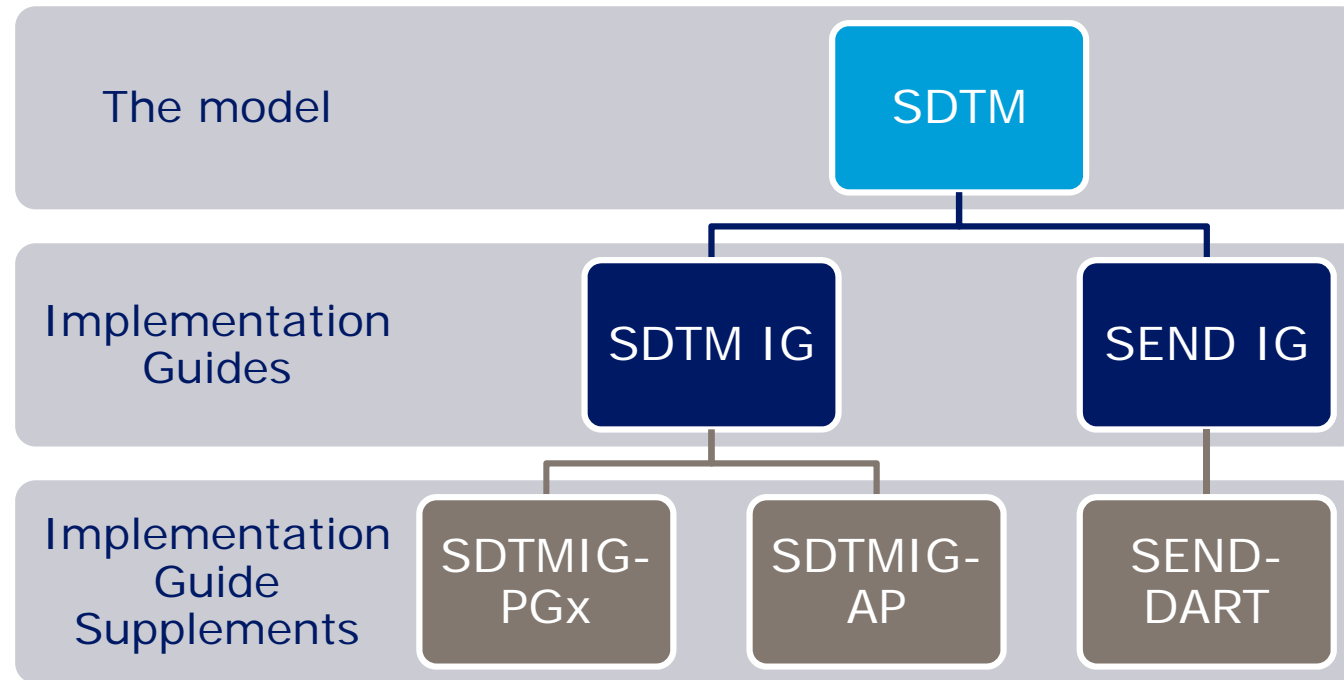 The model
SDTM
Implementation
Guides
SDTM IG
SEND IG
Implementation
Guide
Supplements
SDTMIG-
PGx
SDTMIG-
AP
SEND-
DART